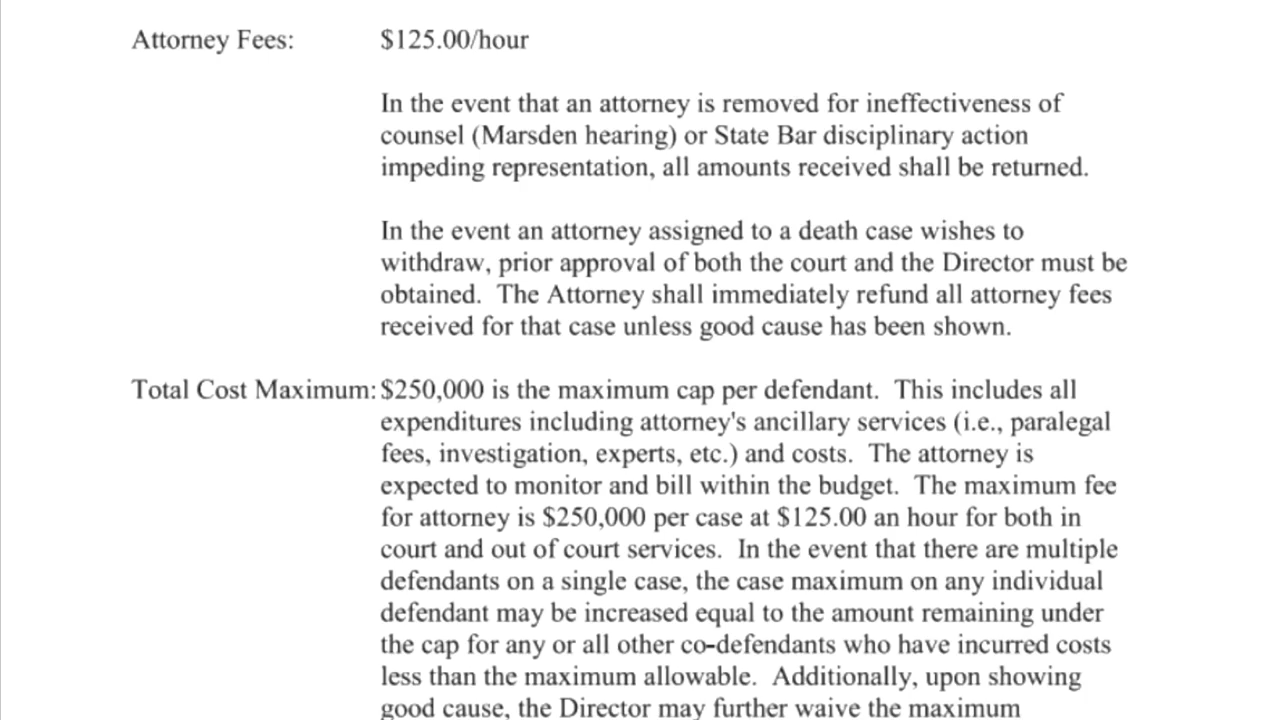 Attorney Fees: $125.00/hour
In the event that an attorney is removed for ineffectiveness of
counsel (Marsden hearing) or State Bar disciplinary action
impeding representation, all amounts received shall be returned.
In the event an attorney assigned to a death case wishes to
withdraw, prior approval of both the court and the Director must be
obtained.  The Attorney shall immediately refund all attorney fees
received for that case unless good cause has been shown.
Total Cost Maximum: $250,000 is the maximum cap per defendant.  This includes all
expenditures including attorney's ancillary services (i.e., paralegal
fees, investigation, experts, etc.) and costs.  The attorney is
expected to monitor and bill within the budget.  The maximum fee
for attorney is $250,000 per case at $125.00 an hour for both in
court and out of court services.  In the event that there are multiple
defendants on a single case, the case maximum on any individual
defendant may be increased equal to the amount remaining under
the cap for any or all other co-defendants who have incurred costs
less than the maximum allowable.  Additionally, upon showing
good cause, the Director may further waive the maximum